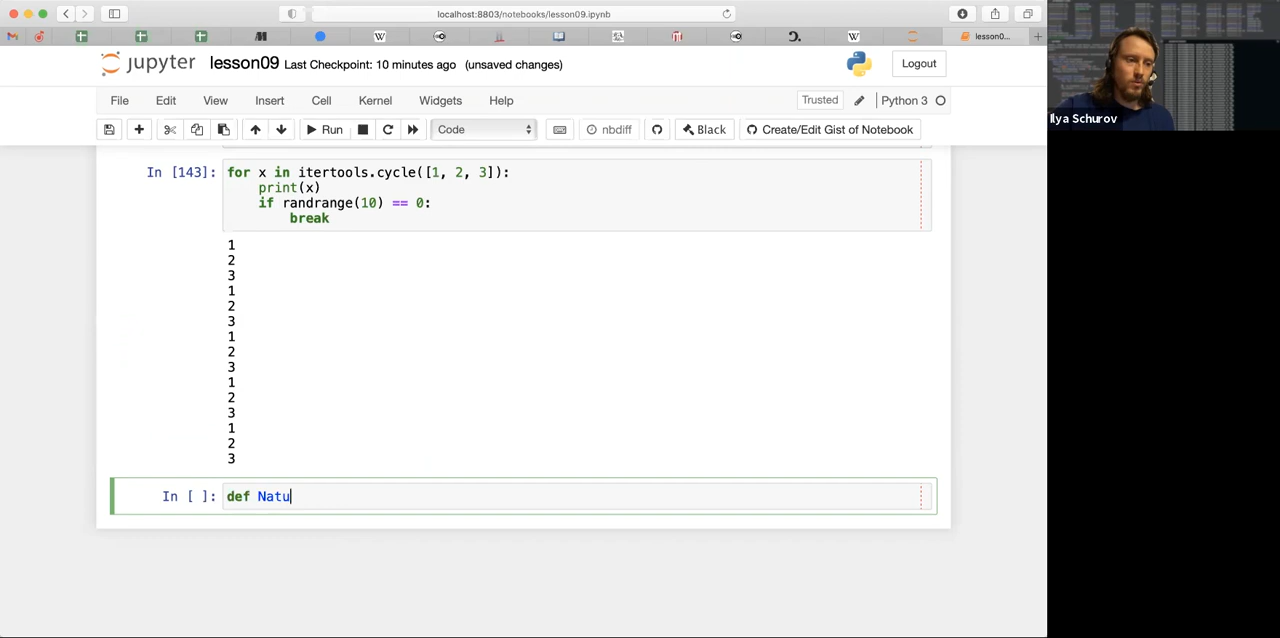 localhost:8803/notebooks/lesson09.ipynb
lesson0...
jupyter lesson09 Last Checkpoint: 10 minutes ago (unsaved changes)
Logout
File Edit View Insert Cell Kernel Widgets Help
Trusted Python 3
Run Code nbdiff Black Create/Edit Gist of Notebook
In [143]: for x in itertools.cycle([1, 2, 3]):
print(x)
if randrange(10) == 0:
break
1
2
3
1
2
3
1
2
3
1
2
3
1
2
3
In [ ]: def Natu
Ilya Schurov